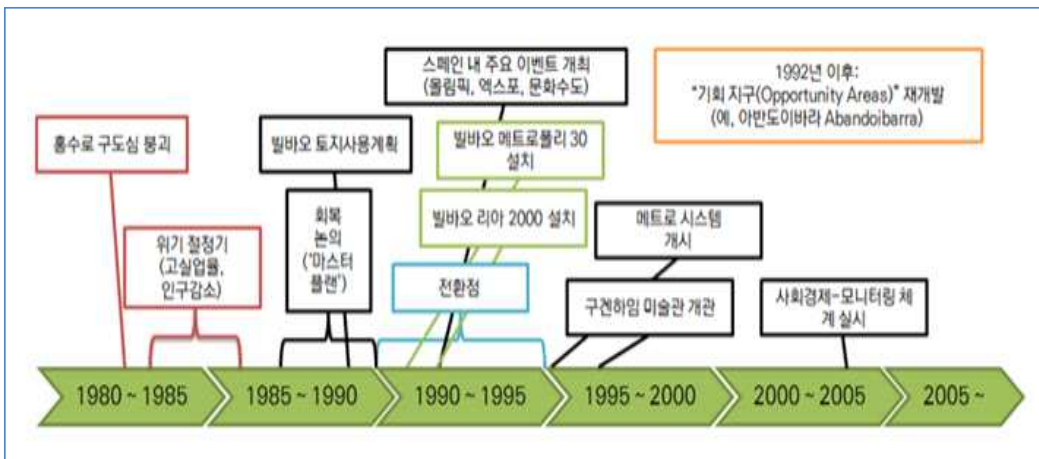 스페인 내 주요 이벤트 개최
(올림픽, 엑스포, 문화수도)
1992년 이후:
"기회 지구(Opportunity Areas)" 재개발
(예, 아반도이바라 Abandoibarra)
홍수로 구도심 붕괴
빌바오 토지사용계획
빌바오 메트로폴리 30
설치
위기 절정기
(고실업률,
인구감소)
회복
논의
('마스터
플랜')
빌바오 리아 2000 설치
메트로 시스템
개시
전환점
구겐하임 미술관 개관
사회경제-모니터링 체
계 실시
1980 ~ 1985
1985 ~ 1990
1990 ~ 1995
1995 ~ 2000
2000 ~ 2005
2005 ~